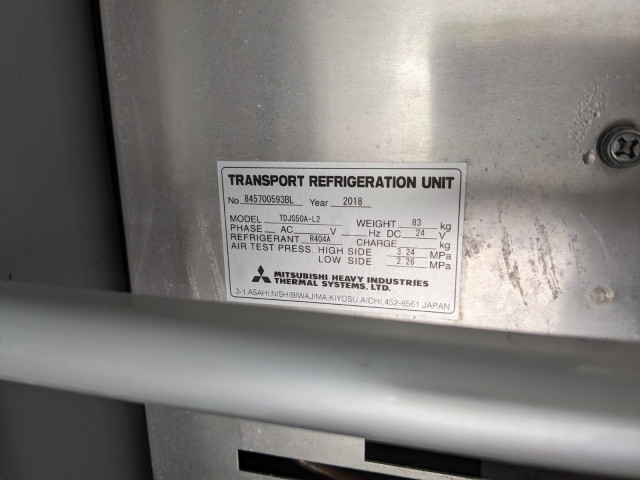 TRANSPORT REFRIGERATION UNIT
No. 845700593BL Year 2018
MODEL TDJS50A-L2 WEIGHT 83 kg
PHASE AC V Hz DC 24 V
REFRIGERANT R404A CHARGE kg
AIR TEST PRESS. HIGH SIDE 3.24 MPa
LOW SIDE 2.26 MPa
MITSUBISHI HEAVY INDUSTRIES
THERMAL SYSTEMS, LTD.
3-1,ASAHI,NISHIBIWAJIMA,KIYOSU,AICHI,452-8561 JAPAN